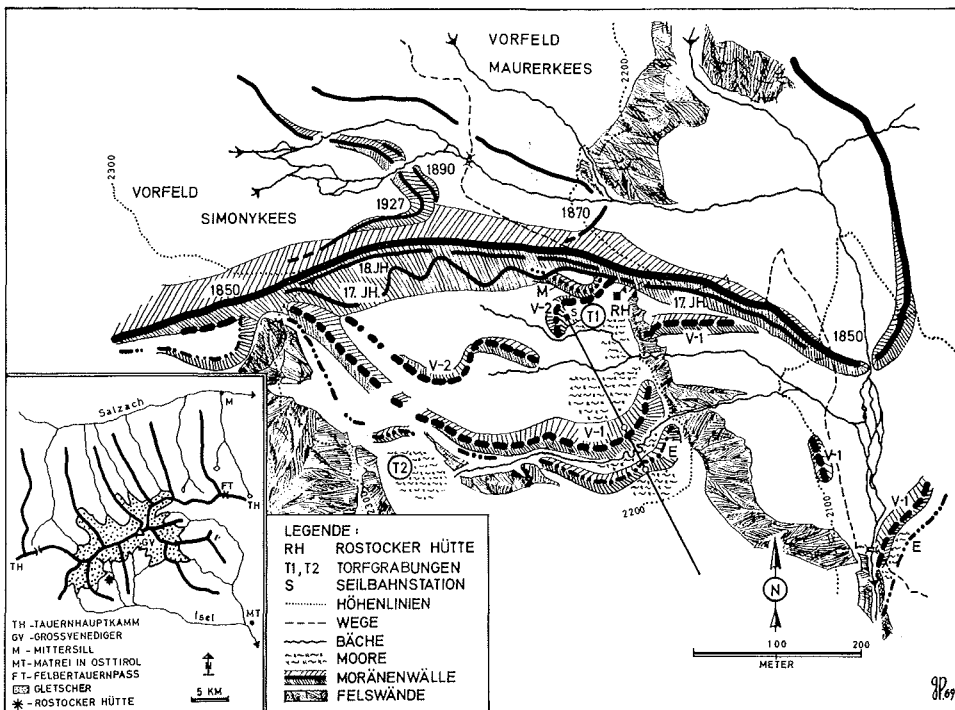 VORFELD
MAURERKEES
2200
2300
VORFELD
SIMONYKEES
1890
1927
1870
1850
18.JH.
17. JH.
M
V-2
S
T1
RH
17. JH
V-1
1850
V-2
V-1
E
T2
2200
V-1
2100
V-1
E
N
100 200
METER
Salzach
M
FT
TH
GV
TH
Isel
MT
TH -TAUERNHAUPTKAMM
GV -GROSSVENEDIGER
M - MITTERSILL
MT-MATREI IN OSTTIROL
FT-FELBERTAUERNPASS
GLETSCHER
-ROSTOCKER HÜTTE
N
5 KM
LEGENDE :
RH ROSTOCKER HÜTTE
T1,T2 TORFGRABUNGEN
S SEILBAHNSTATION
HÖHENLINIEN
WEGE
BÄCHE
MOORE
MORÄNENWÄLLE
FELSWÄNDE